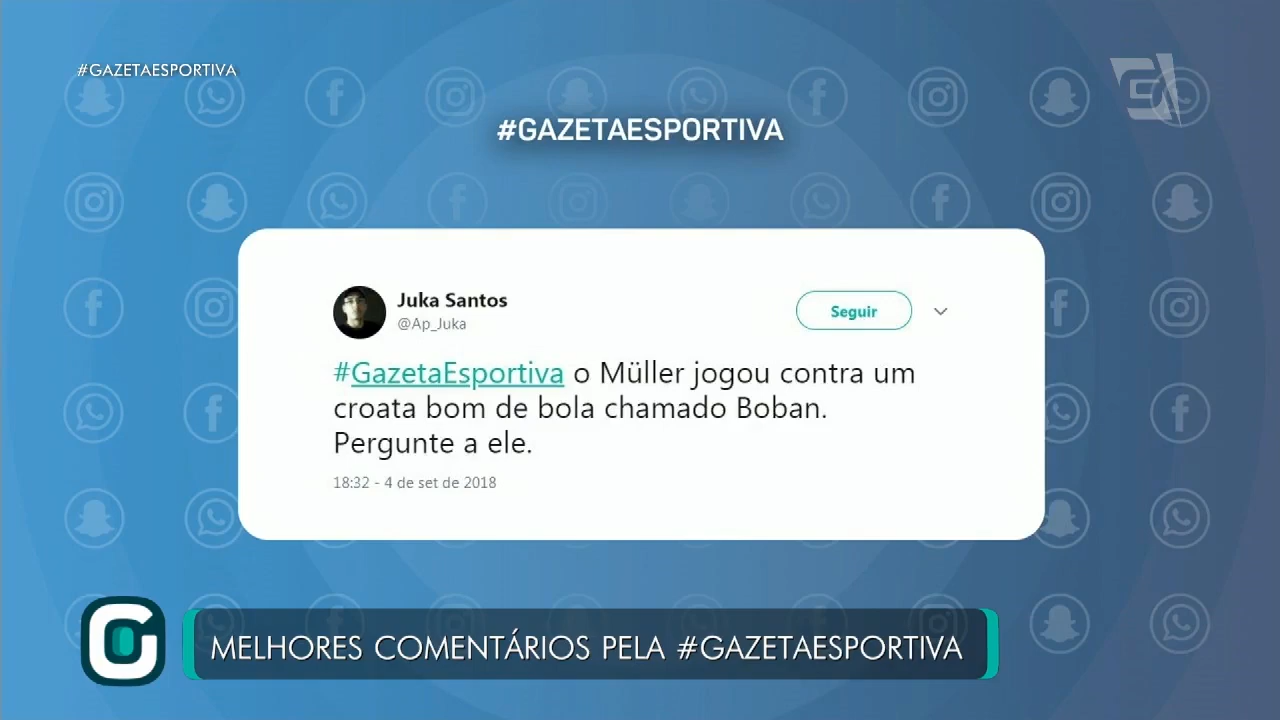 #GAZETAESPORTIVA
#GAZETAESPORTIVA
Juka Santos
@Ap_Juka
Seguir
#GazetaEsportiva o Müller jogou contra um
croata bom de bola chamado Boban.
Pergunte a ele.
18:32 - 4 de set de 2018
MELHORES COMENTÁRIOS PELA #GAZETAESPORTIVA